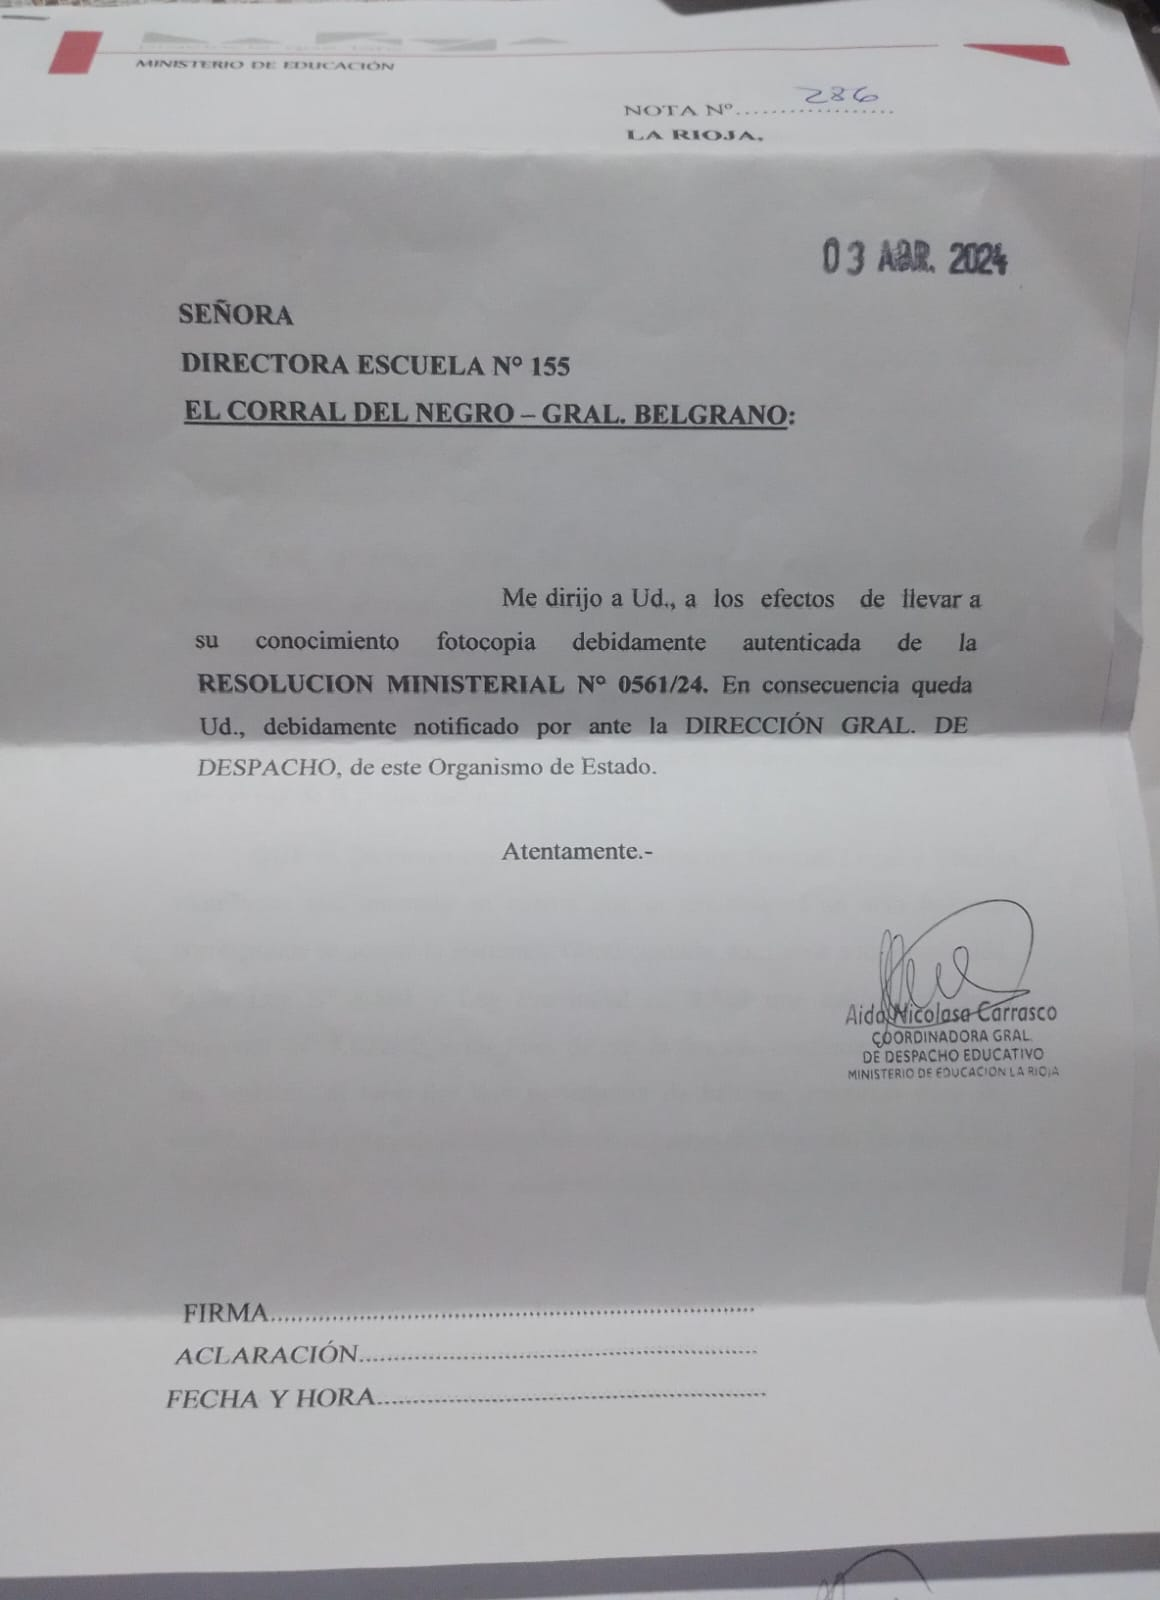 MINISTERIO DE EDUCACIÓN
NOTA Nº.................. 286
LA RIOJA,
03 ABR. 2024
SEÑORA
DIRECTORA ESCUELA Nº 155
EL CORRAL DEL NEGRO – GRAL. BELGRANO:
Me dirijo a Ud., a los efectos de llevar a
su conocimiento fotocopia debidamente autenticada de la
RESOLUCION MINISTERIAL Nº 0561/24. En consecuencia queda
Ud., debidamente notificado por ante la DIRECCIÓN GRAL. DE
DESPACHO, de este Organismo de Estado.
Atentamente.-
Aida Nicolasa Carrasco
COORDINADORA GRAL.
DE DESPACHO EDUCATIVO
MINISTERIO DE EDUCACION LA RIOJA
FIRMA......................................................................
ACLARACIÓN..........................................................
FECHA Y HORA........................................................